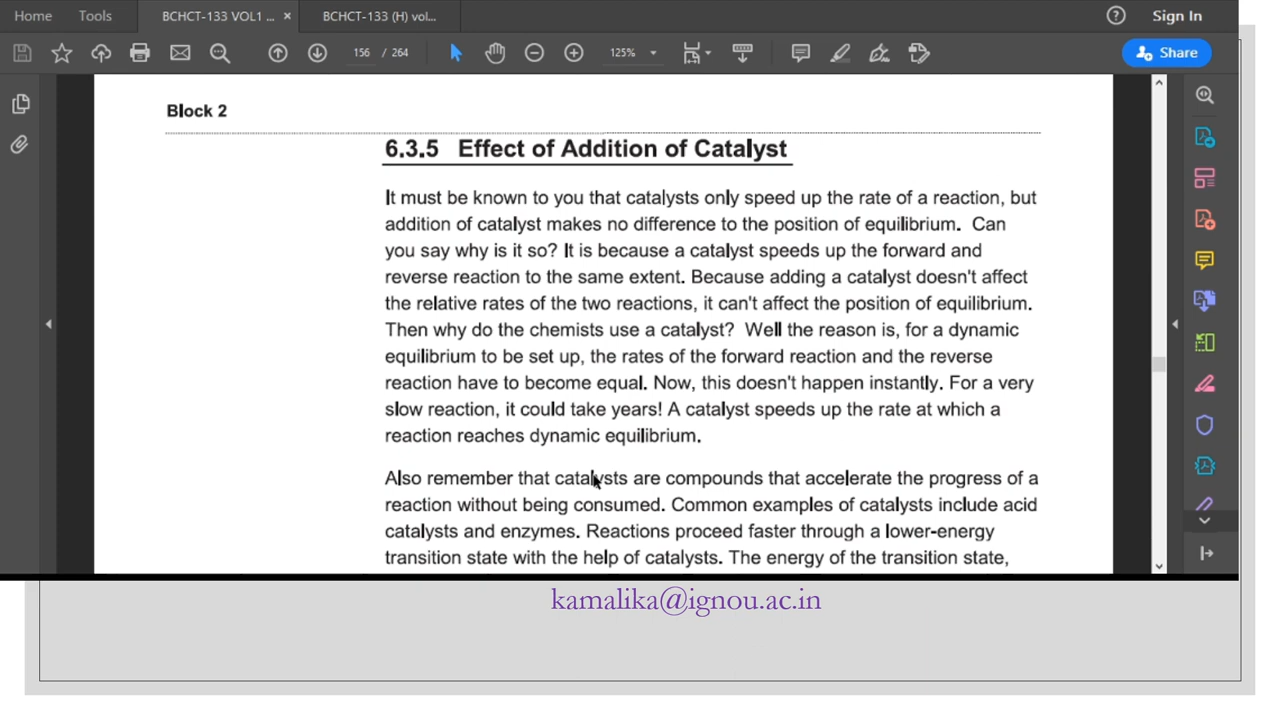 Home Tools BCHCT-133 VOL1 ... × BCHCT-133 (H) vol... Sign In
156 / 264 125% Share
Block 2
6.3.5 Effect of Addition of Catalyst
It must be known to you that catalysts only speed up the rate of a reaction, but
addition of catalyst makes no difference to the position of equilibrium. Can
you say why is it so? It is because a catalyst speeds up the forward and
reverse reaction to the same extent. Because adding a catalyst doesn't affect
the relative rates of the two reactions, it can't affect the position of equilibrium.
Then why do the chemists use a catalyst? Well the reason is, for a dynamic
equilibrium to be set up, the rates of the forward reaction and the reverse
reaction have to become equal. Now, this doesn't happen instantly. For a very
slow reaction, it could take years! A catalyst speeds up the rate at which a
reaction reaches dynamic equilibrium.
Also remember that catalysts are compounds that accelerate the progress of a
reaction without being consumed. Common examples of catalysts include acid
catalysts and enzymes. Reactions proceed faster through a lower-energy
transition state with the help of catalysts. The energy of the transition state,
kamalika@ignou.ac.in